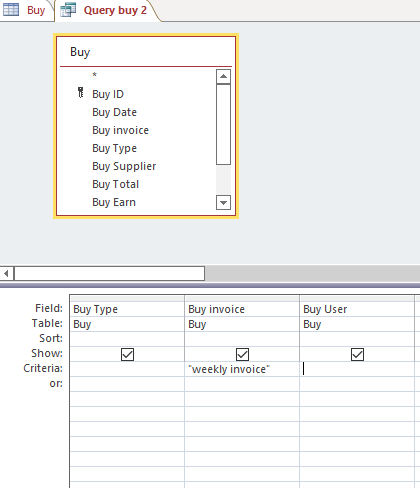 Buy Query buy 2
Buy
*
Buy ID
Buy Date
Buy invoice
Buy Type
Buy Supplier
Buy Total
Buy Earn
Field: Buy Type Buy invoice Buy User
Table: Buy Buy Buy
Sort:
Show:
Criteria: "weekly invoice"
or: